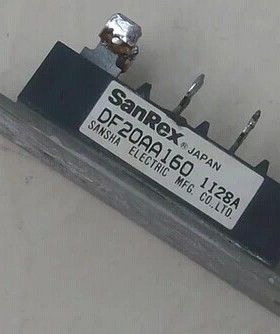 SanRex® JAPAN
DF20AA160 1128A
SANSHA ELECTRIC MFG. CO.,LTD.